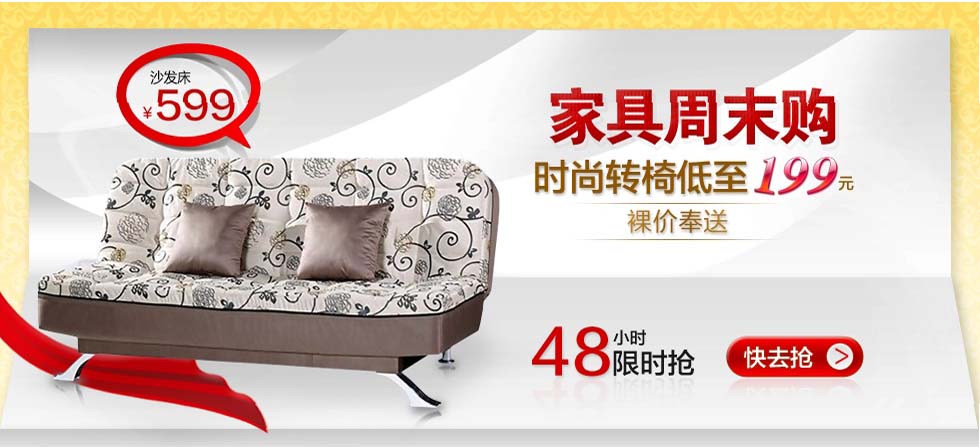 沙发床
¥599
家具周末购
时尚转椅低至199元
裸价奉送
48小时
限时抢
快去抢 >